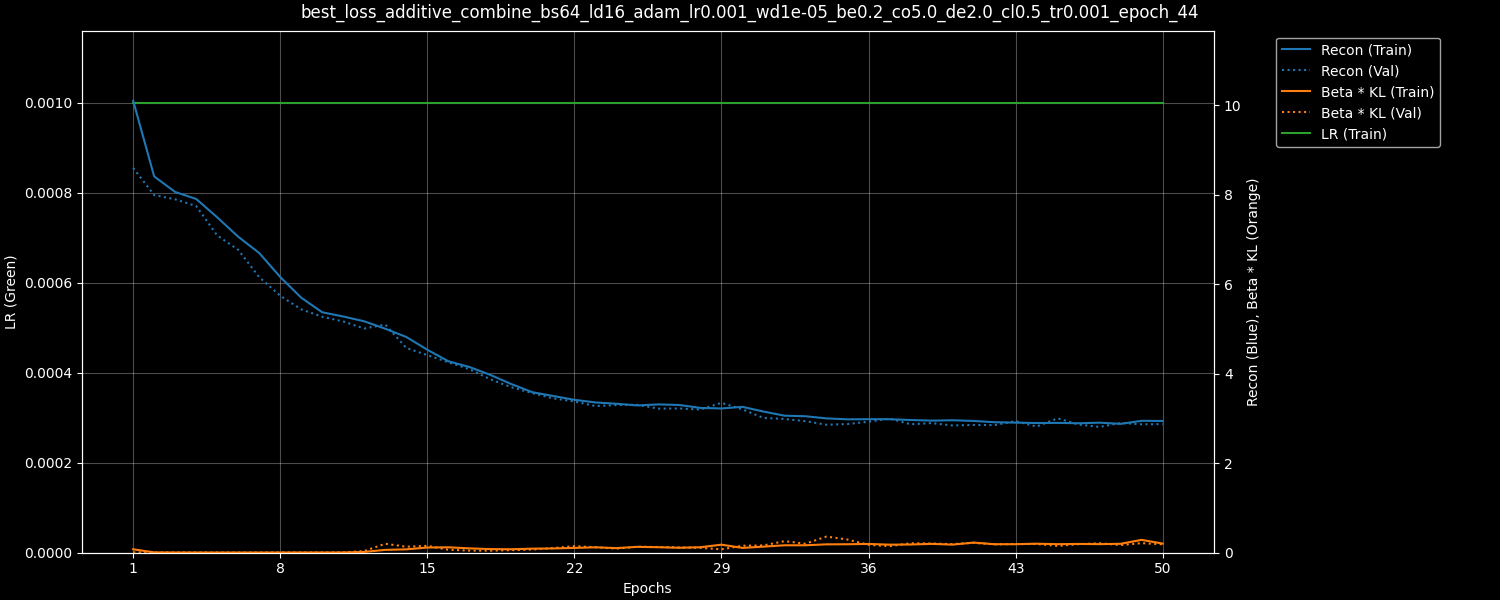 best_loss_additive_combine_bs64_ld16_adam_lr0.001_wd1e-05_be0.2_co5.0_de2.0_cl0.5_tr0.001_epoch_44
Recon (Train)
Recon (Val)
Beta * KL (Train)
Beta * KL (Val)
LR (Train)
LR (Green)
0.0010
0.0008
0.0006
0.0004
0.0002
0.0000
10
8
6
4
2
0
Recon (Blue), Beta * KL (Orange)
1 8 15 22 29 36 43 50
Epochs